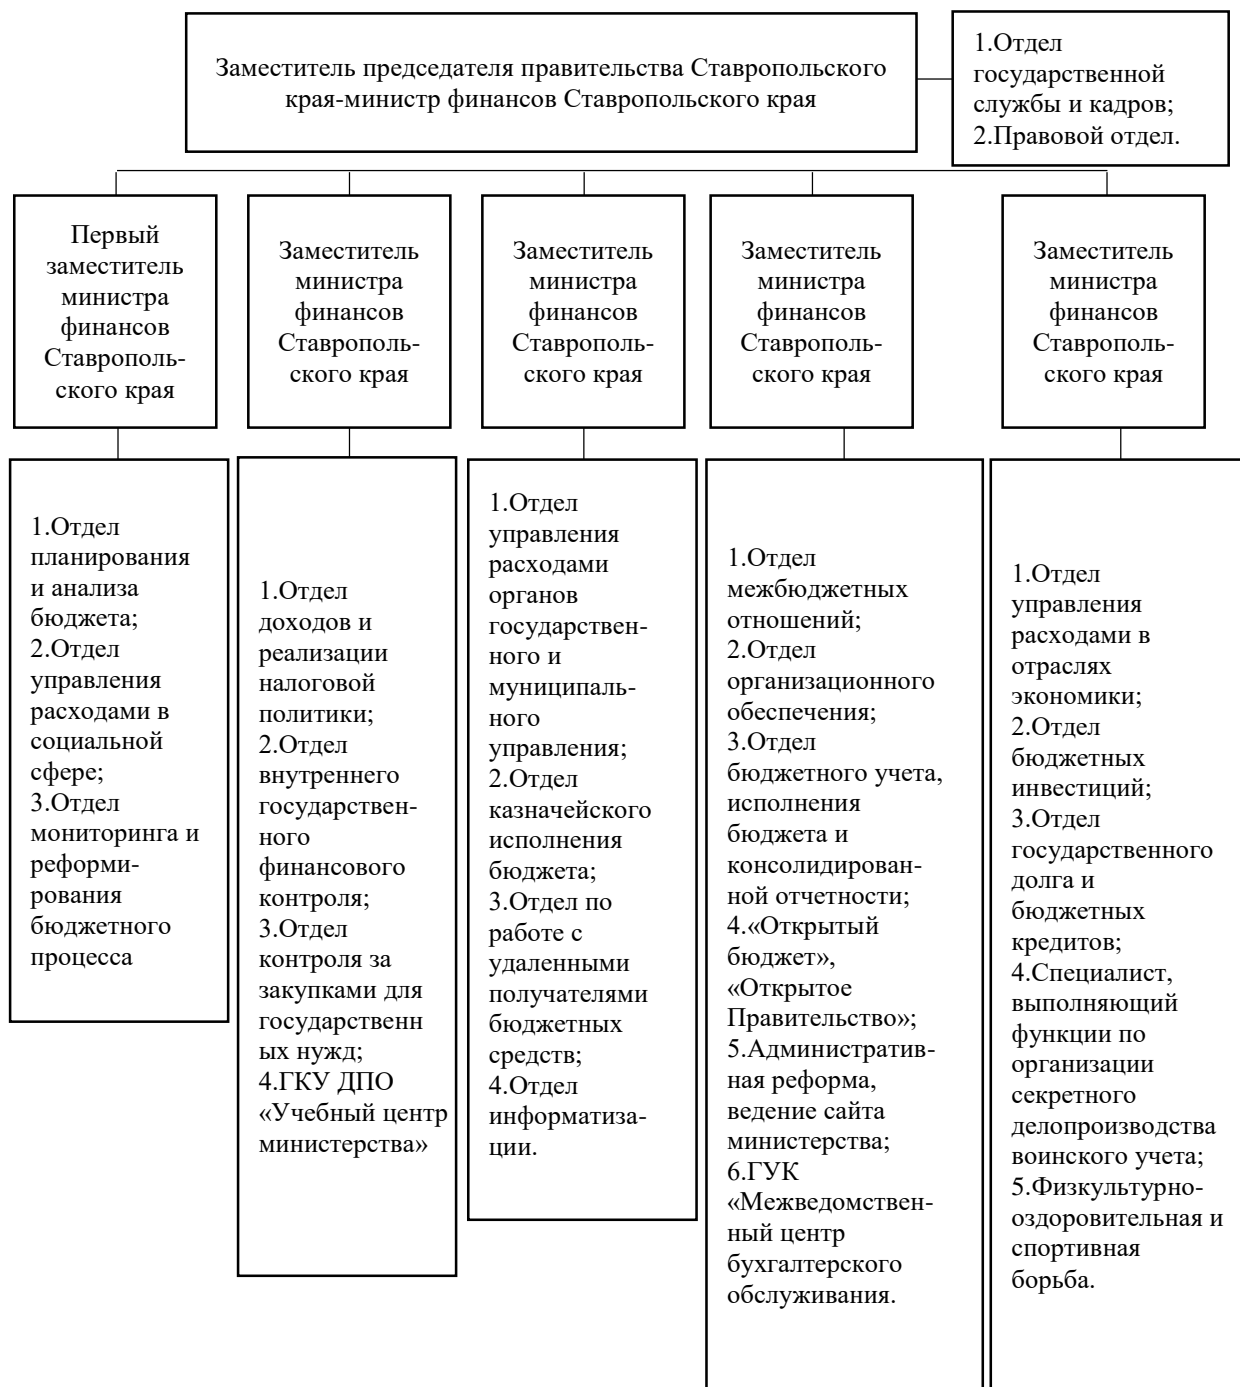 Заместитель председателя правительства Ставропольского
края-министр финансов Ставропольского края
1.Отдел
государственной
службы и кадров;
2.Правовой отдел.
Первый
заместитель
министра
финансов
Ставрополь-
ского края
Заместитель
министра
финансов
Ставрополь-
ского края
Заместитель
министра
финансов
Ставрополь-
ского края
Заместитель
министра
финансов
Ставрополь-
ского края
Заместитель
министра
финансов
Ставрополь-
ского края
1.Отдел
планирования
и анализа
бюджета;
2.Отдел
управления
расходами в
социальной
сфере;
3.Отдел
мониторинга и
реформи-
рования
бюджетного
процесса
1.Отдел
доходов и
реализации
налоговой
политики;
2.Отдел
внутреннего
государствен-
ного
финансового
контроля;
3.Отдел
контроля за
закупками для
государственн
ых нужд;
4.ГКУ ДПО
«Учебный центр
министерства»
1.Отдел
управления
расходами
органов
государствен-
ного и
муниципаль-
ного
управления;
2.Отдел
казначейского
исполнения
бюджета;
3.Отдел по
работе с
удаленными
получателями
бюджетных
средств;
4.Отдел
информатиза-
ции.
1.Отдел
межбюджетных
отношений;
2.Отдел
организационного
обеспечения;
3.Отдел
бюджетного учета,
исполнения
бюджета и
консолидирован-
ной отчетности;
4.«Открытый
бюджет»,
«Открытое
Правительство»;
5.Административ-
ная реформа,
ведение сайта
министерства;
6.ГУК
«Межведомствен-
ный центр
бухгалтерского
обслуживания.
1.Отдел
управления
расходами в
отраслях
экономики;
2.Отдел
бюджетных
инвестиций;
3.Отдел
государственного
долга и
бюджетных
кредитов;
4.Специалист,
выполняющий
функции по
организации
секретного
делопроизводства
воинского учета;
5.Физкультурно-
оздоровительная и
спортивная
борьба.